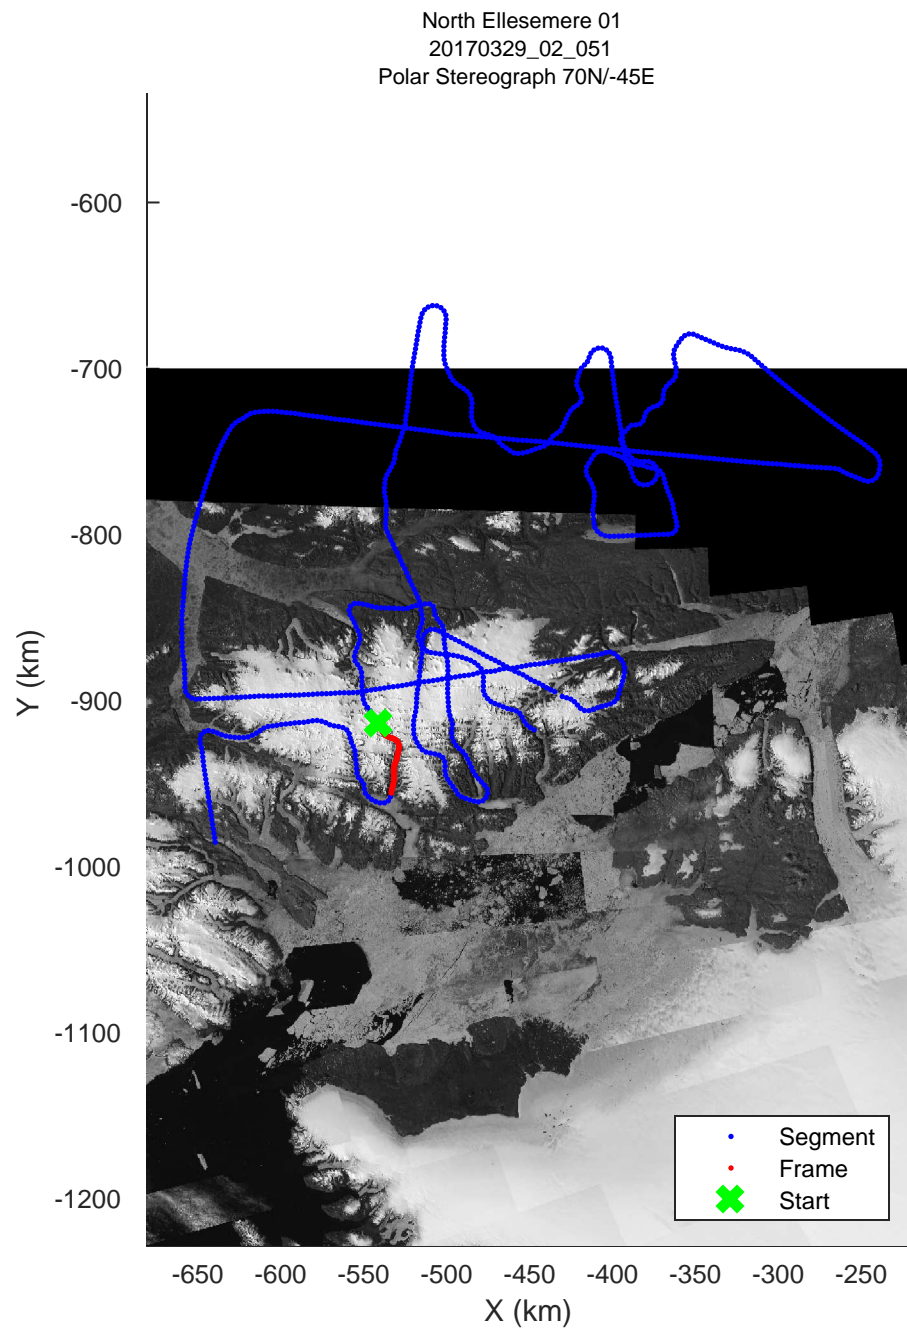 North Ellesemere 01
20170329_02_051
Polar Stereograph 70N/-45E
-600
-700
-800
-900
-1000
-1100
-1200
Y (km)
Segment
Frame
Start
-650 -600 -550 -500 -450 -400 -350 -300 -250
X (km)